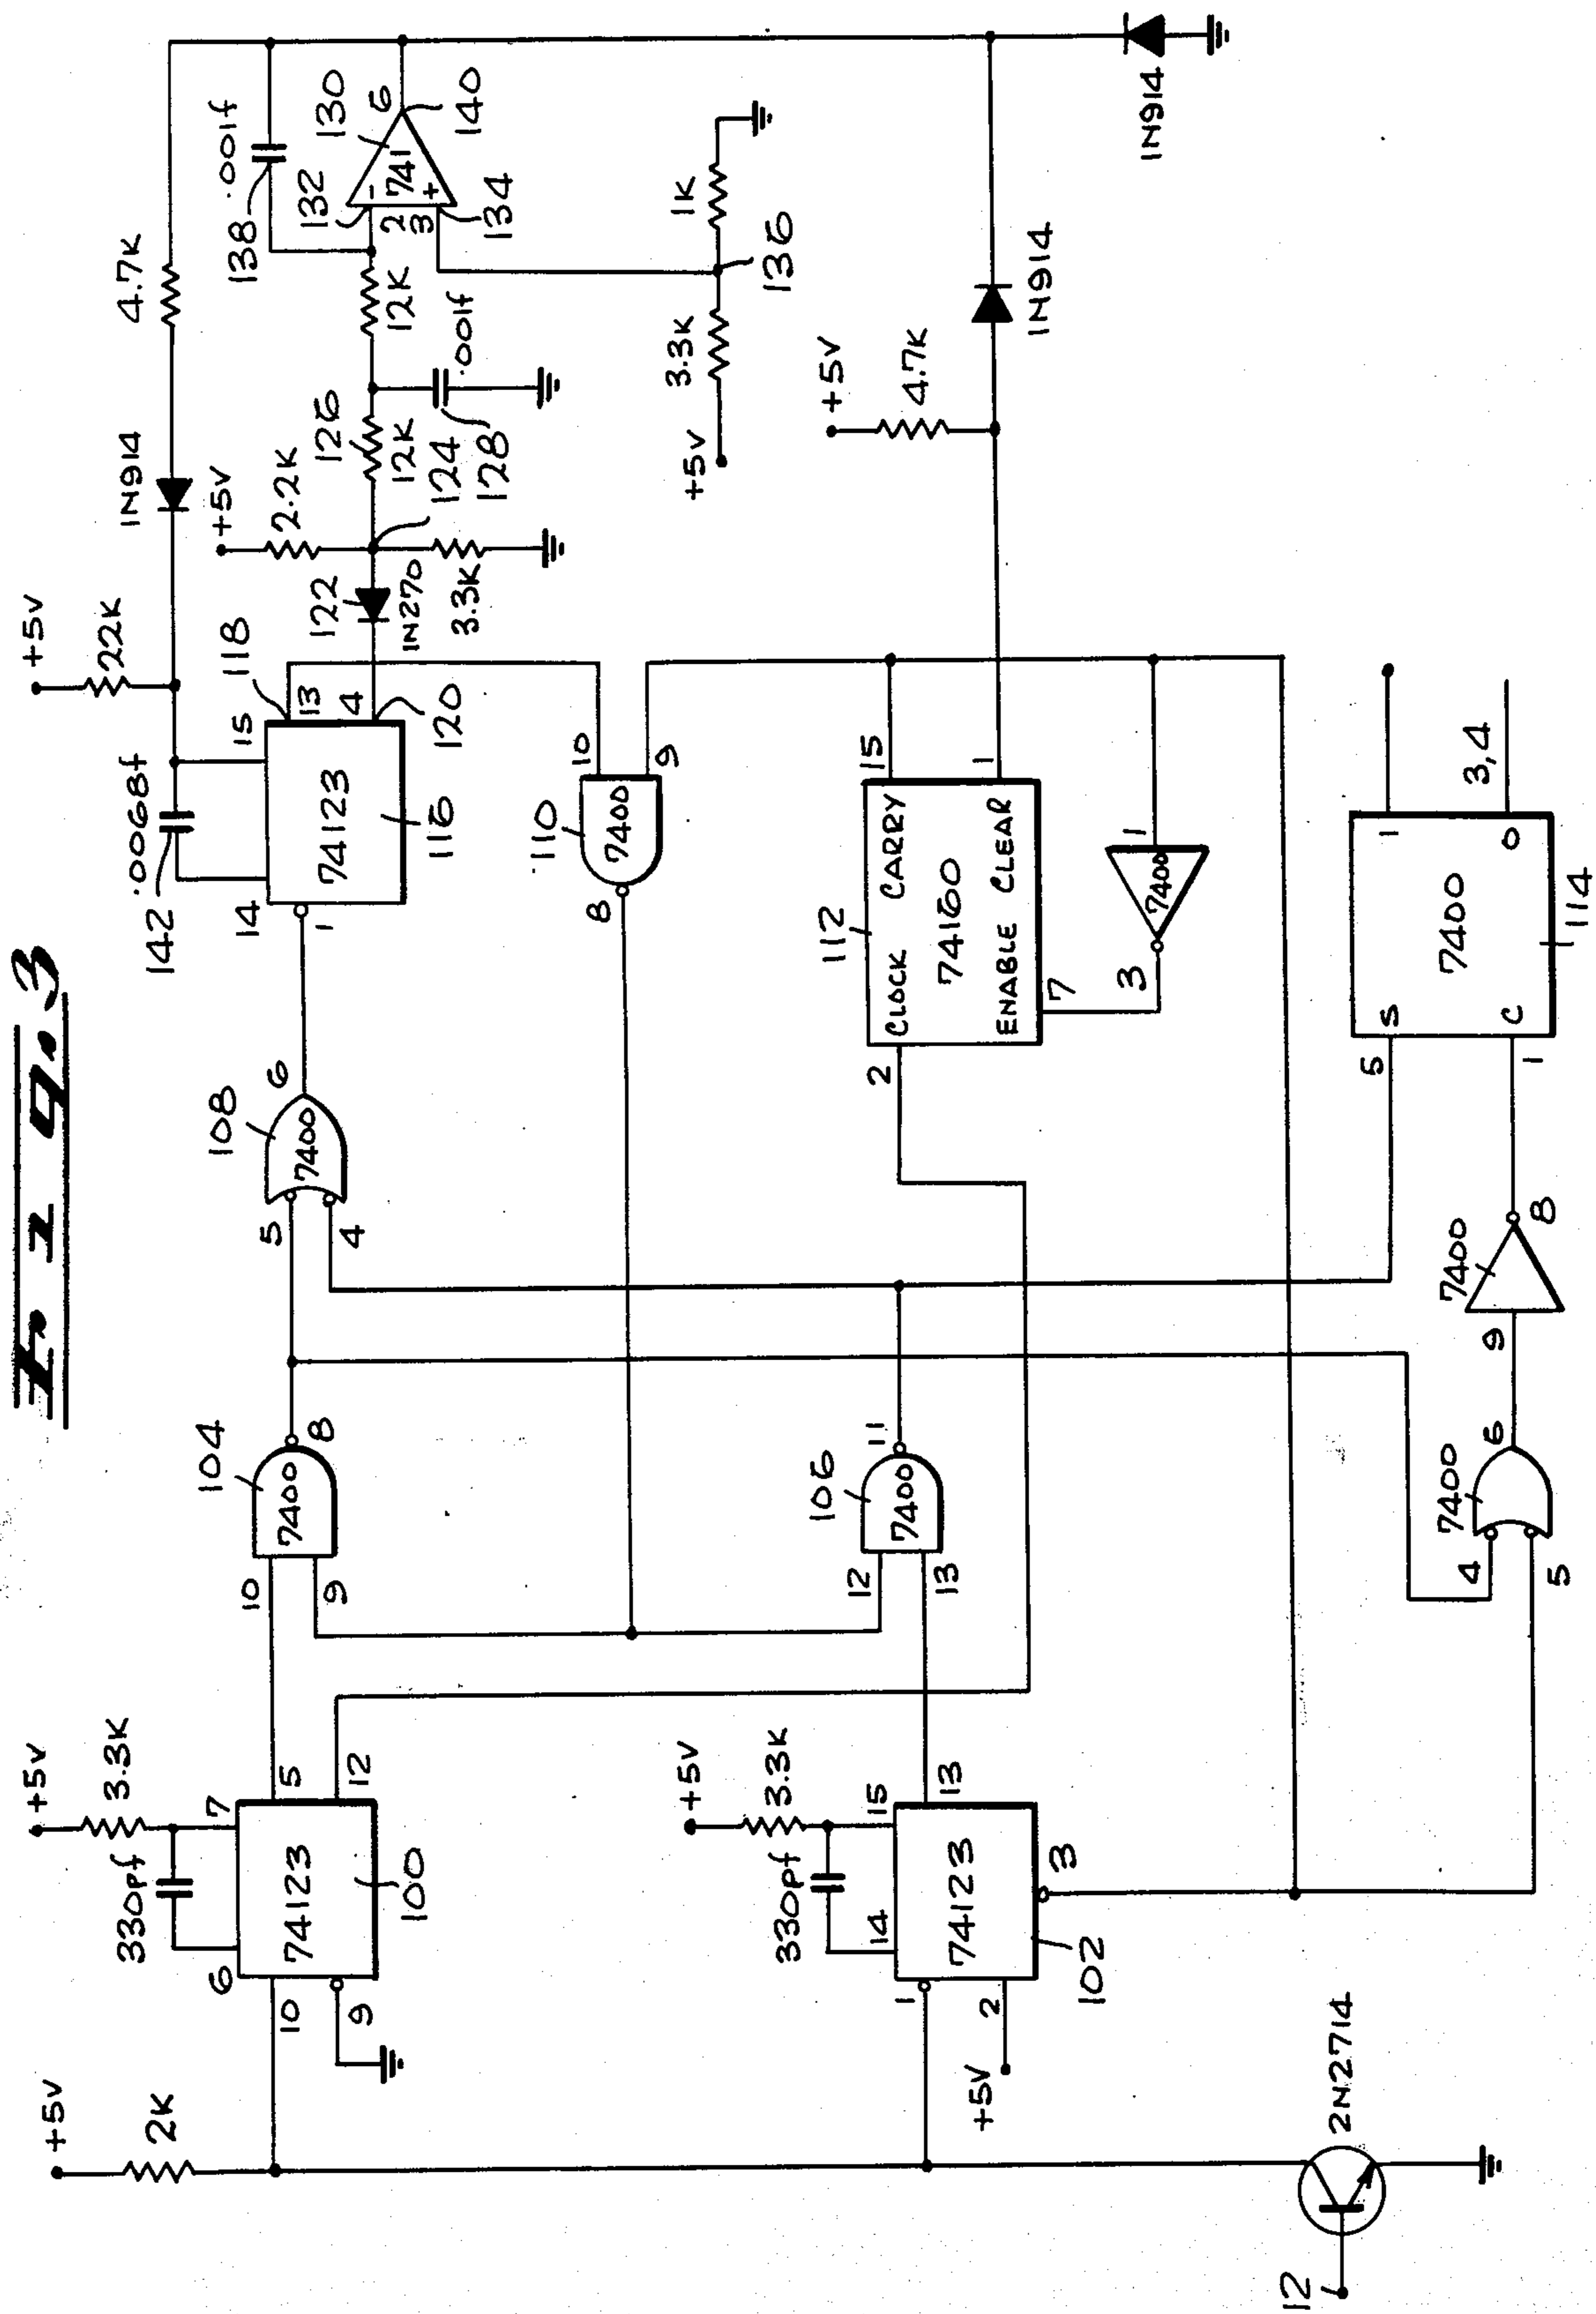 Fig. 3
+5V
2K
12
2N2714
+5V
3.3K
330pf
6
7
10
9
5
12
74123
100
+5V
3.3K
330pf
14
15
1
2
+5V
13
3
74123
102
10
9
8
7400
104
12
13
11
7400
106
4
5
6
7400
9
8
7400
5
4
6
7400
108
5
1
S
C
1
0
7400
114
3,4
142
.0068f
14
15
1
13
4
74123
116
118
120
+5V
22K
1N914
4.7K
10
9
8
7400
110
112
2
CLOCK
CARRY
15
74160
ENABLE
CLEAR
7
1
3
1
7400
122
1N270
+5V
2.2K
3.3K
124
126
12K
128
.001f
12K
138
.001f
132
2
3
-
+
741
134
130
6
140
+5V
3.3K
136
1K
+5V
4.7K
1N914
1N914